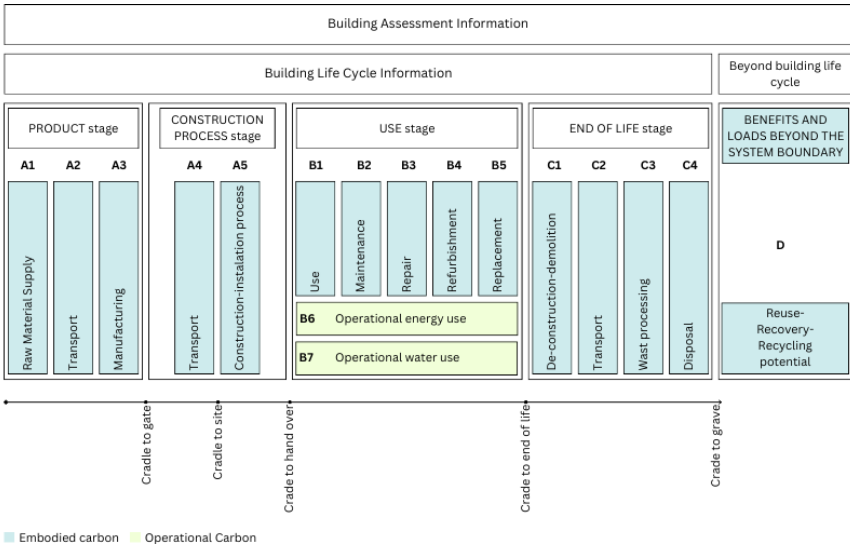 Building Assessment Information
Building Life Cycle Information
Beyond building life
cycle
PRODUCT stage
CONSTRUCTION
PROCESS stage
USE stage
END OF LIFE stage
BENEFITS AND
LOADS BEYOND THE
SYSTEM BOUNDARY
A1
A2
A3
A4
A5
B1
B2
B3
B4
B5
C1
C2
C3
C4
Raw Material Supply
Transport
Manufacturing
Transport
Construction-instalation process
Use
Maintenance
Repair
Refurbishment
Replacement
B6 Operational energy use
B7 Operational water use
De-construction-demolition
Transport
Wast processing
Disposal
D
Reuse-
Recovery-
Recycling
potential
Cradle to gate
Cradle to site
Crade to hand over
Crade to end of life
Crade to grave
Embodied carbon
Operational Carbon